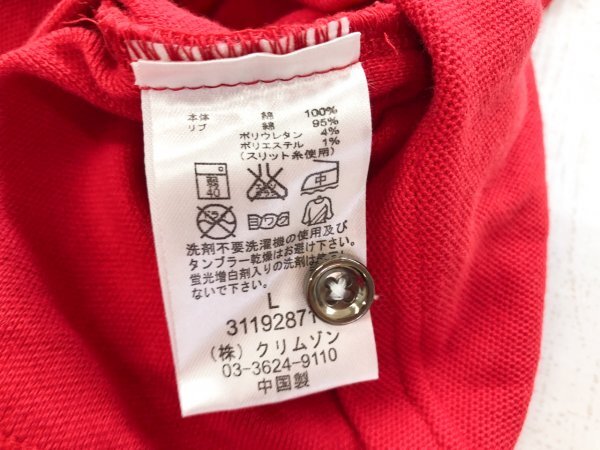 本体 綿 100%
リブ 綿 95%
ポリウレタン 4%
ポリエステル 1%
(スリット糸使用)
弱
40
中
洗剤不要洗濯機の使用及び
タンブラー乾燥はお避け下さい。
蛍光増白剤入りの洗剤は使わ
ないで下さい。
L
31192871
(株) クリムゾン
03-3624-9110
中国製